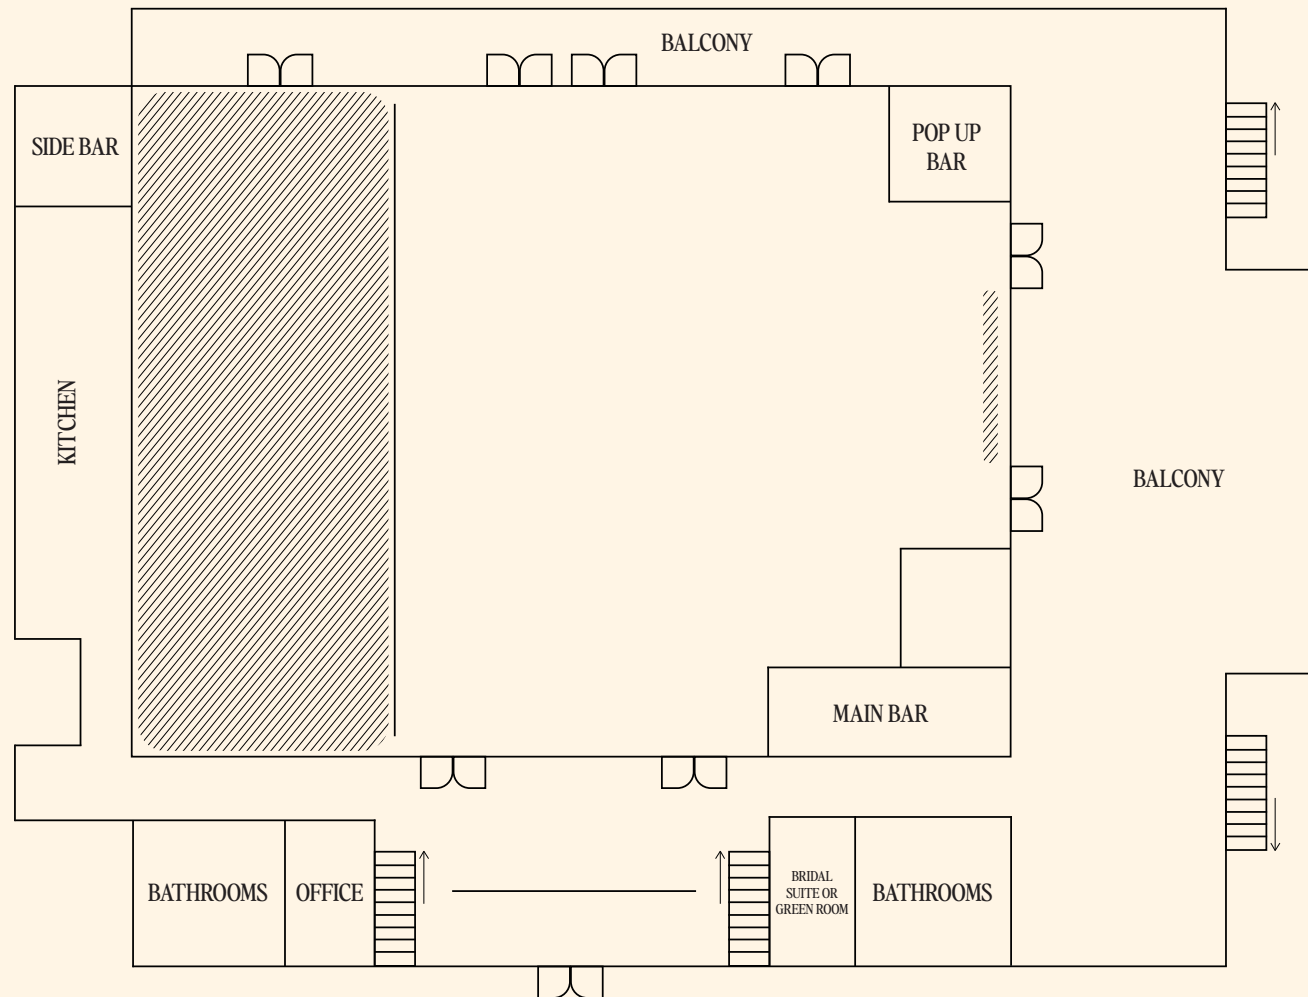 BALCONY
SIDE BAR
POP UP
BAR
KITCHEN
BALCONY
MAIN BAR
BATHROOMS
OFFICE
BRIDAL
SUITE OR
GREEN ROOM
BATHROOMS